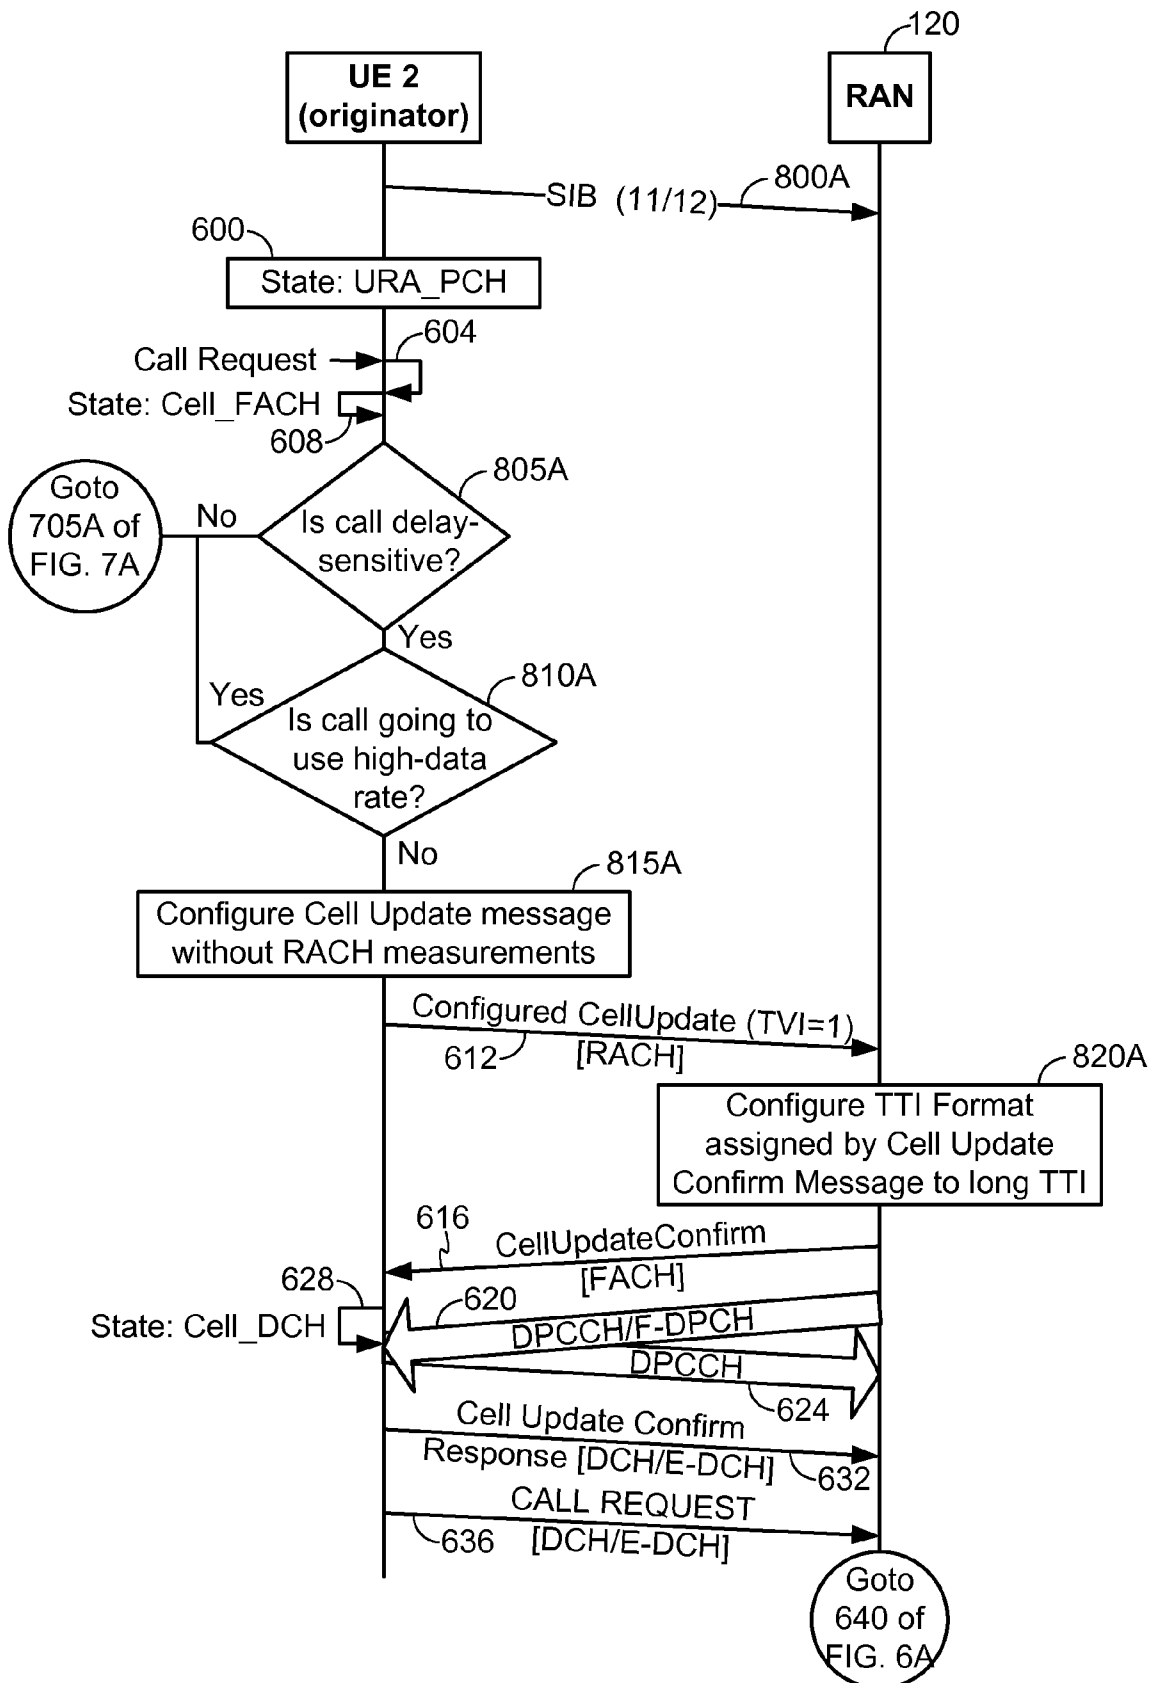 120
UE 2
(originator)
RAN
SIB (11/12)
800A
600
State: URA_PCH
604
Call Request
State: Cell_FACH
608
805A
Goto
705A of
FIG. 7A
No
Is call delay-
sensitive?
Yes
810A
Yes
Is call going to
use high-data
rate?
No
815A
Configure Cell Update message
without RACH measurements
Configured CellUpdate (TVI=1)
612
[RACH]
820A
Configure TTI Format
assigned by Cell Update
Confirm Message to long TTI
616
CellUpdateConfirm
[FACH]
628
620
State: Cell_DCH
DPCCH/F-DPCH
DPCCH
624
Cell Update Confirm
Response [DCH/E-DCH]
632
CALL REQUEST
636
[DCH/E-DCH]
Goto
640 of
FIG. 6A